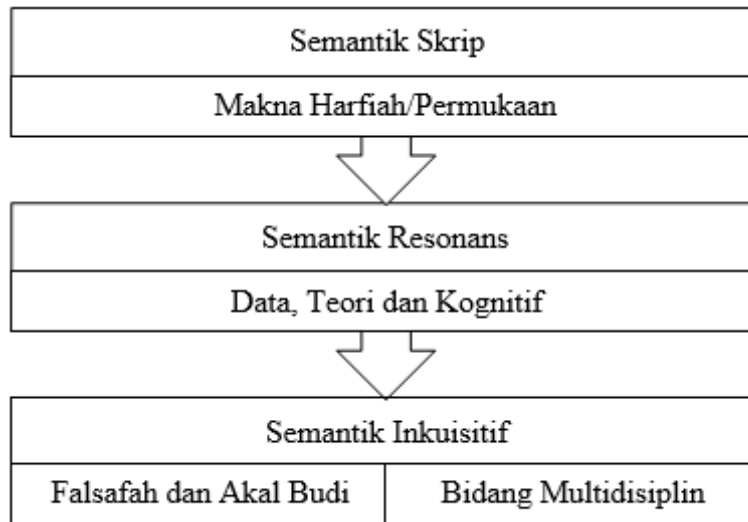 Semantik Skrip
Makna Harfiah/Permukaan
Semantik Resonans
Data, Teori dan Kognitif
Semantik Inkuisitif
Falsafah dan Akal Budi
Bidang Multidisiplin